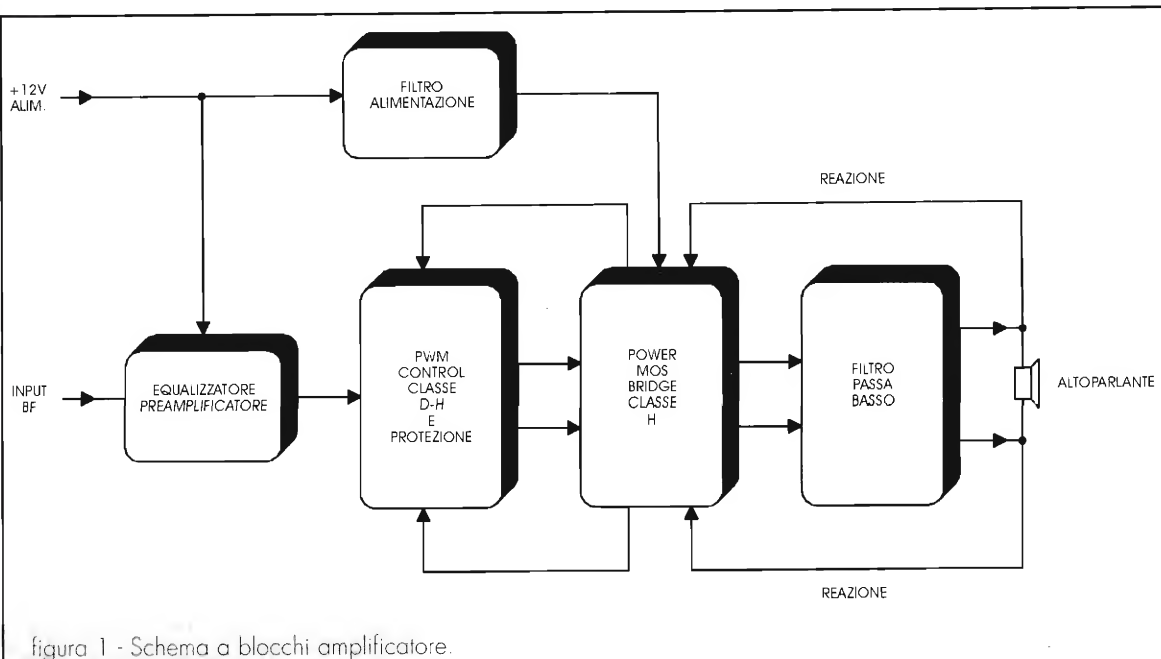 +12V
ALIM.
FILTRO
ALIMENTAZIONE
REAZIONE
INPUT
BF
EQUALIZZATORE
PREAMPLIFICATORE
PWM
CONTROL
CLASSE
D-H
E
PROTEZIONE
POWER
MOS
BRIDGE
CLASSE
H
FILTRO
PASSA
BASSO
ALTOPARLANTE
REAZIONE
figura 1 - Schema a blocchi amplificatore.